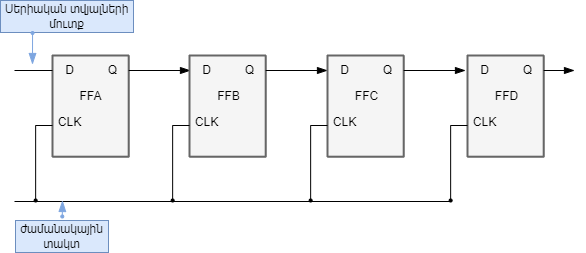 Սերիական տվյալների
մուտք
D Q
FFA
CLK
D Q
FFB
CLK
D Q
FFC
CLK
D Q
FFD
CLK
ժամանակային
տակտ